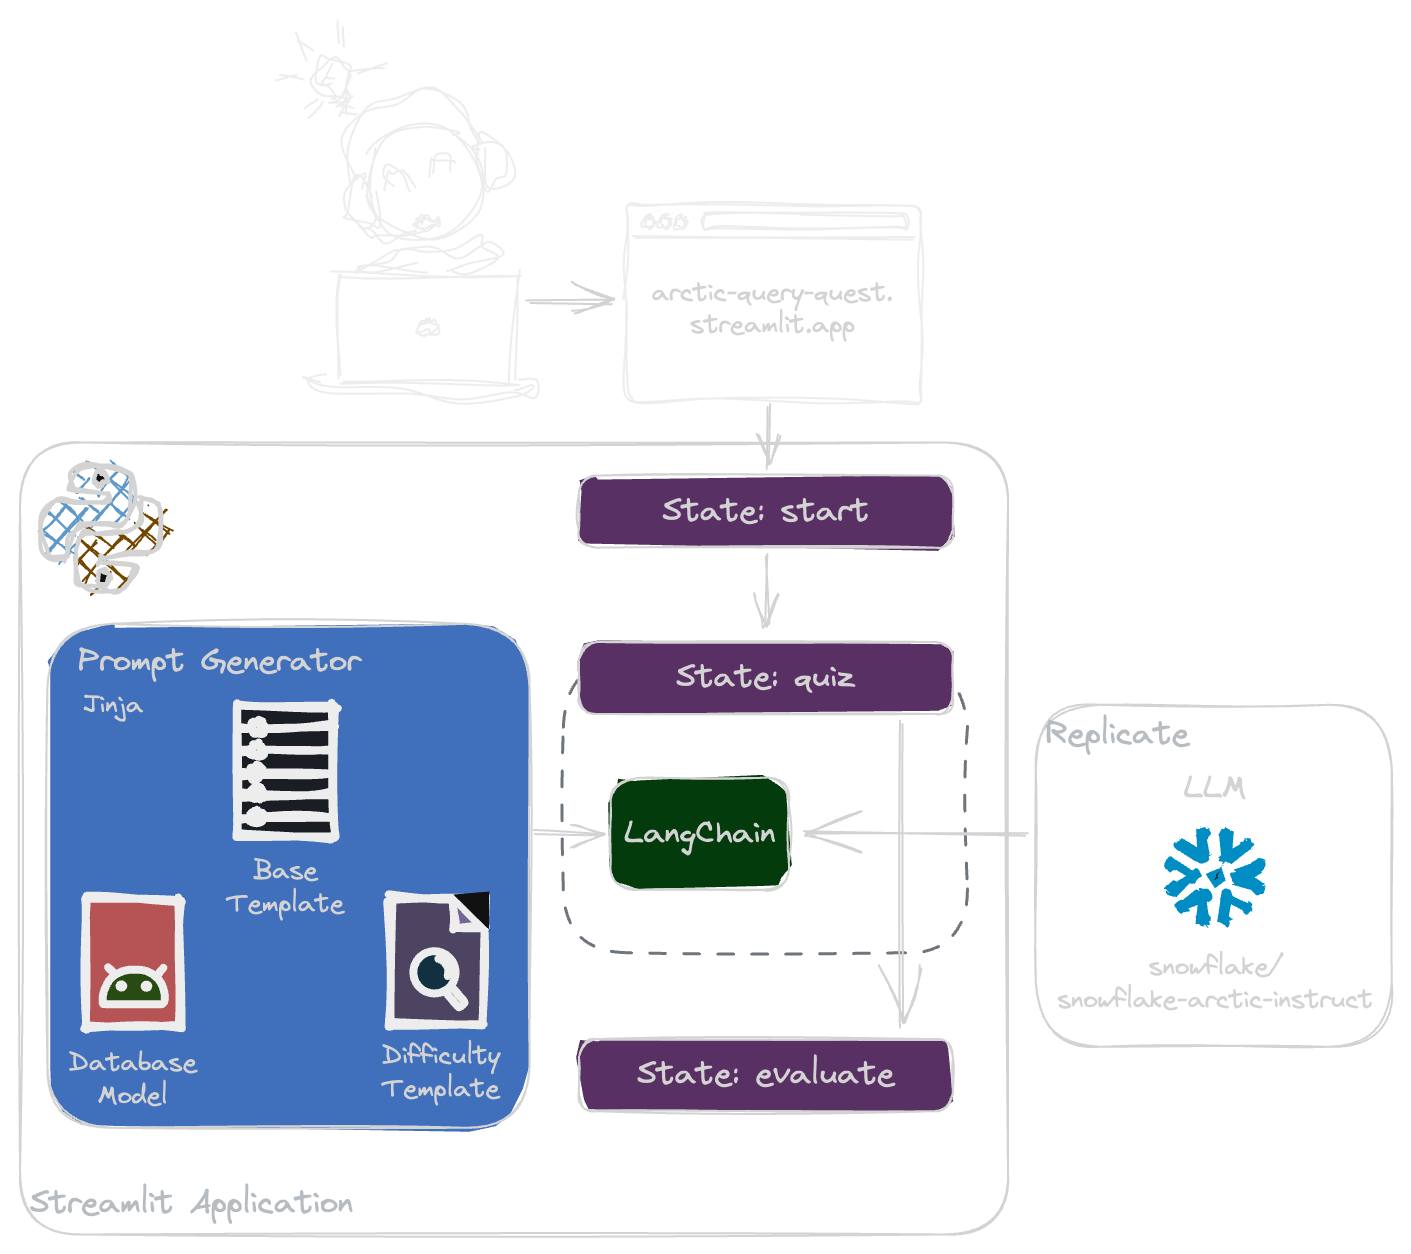 arctic-query-quest.
streamlit.app
State: start
State: quiz
Prompt Generator
Jinja
Base
Template
Database
Model
Difficulty
Template
LangChain
Replicate
LLM
snowflake/
snowflake-arctic-instruct
State: evaluate
Streamlit Application